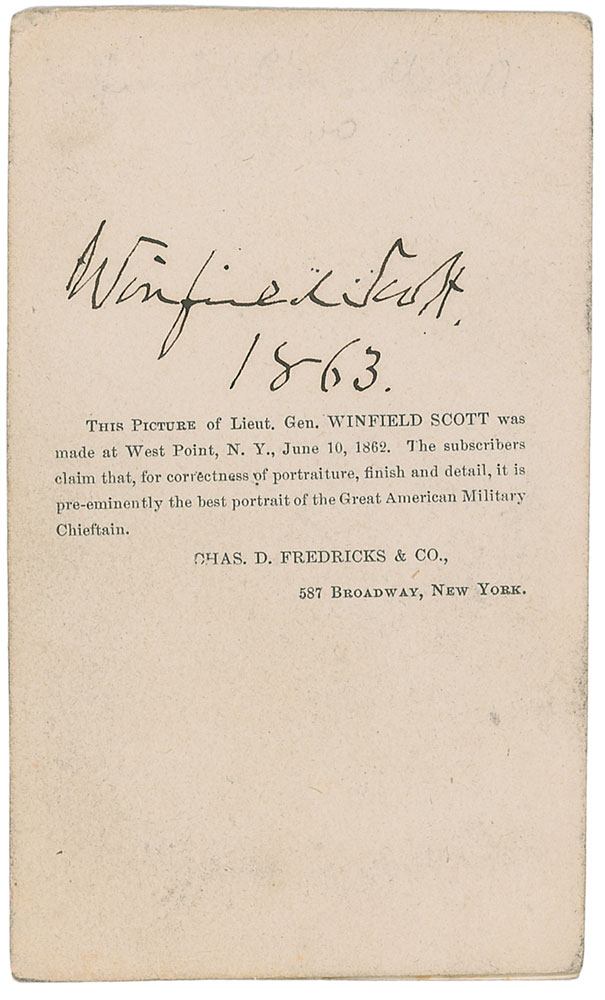 Winfield Scott.
1863.
THIS PICTURE of Lieut. Gen. WINFIELD SCOTT was
made at West Point, N. Y., June 10, 1862. The subscribers
claim that, for correctness of portraiture, finish and detail, it is
pre-eminently the best portrait of the Great American Military
Chieftain.
CHAS. D. FREDRICKS & CO.,
587 BROADWAY, NEW YORK.